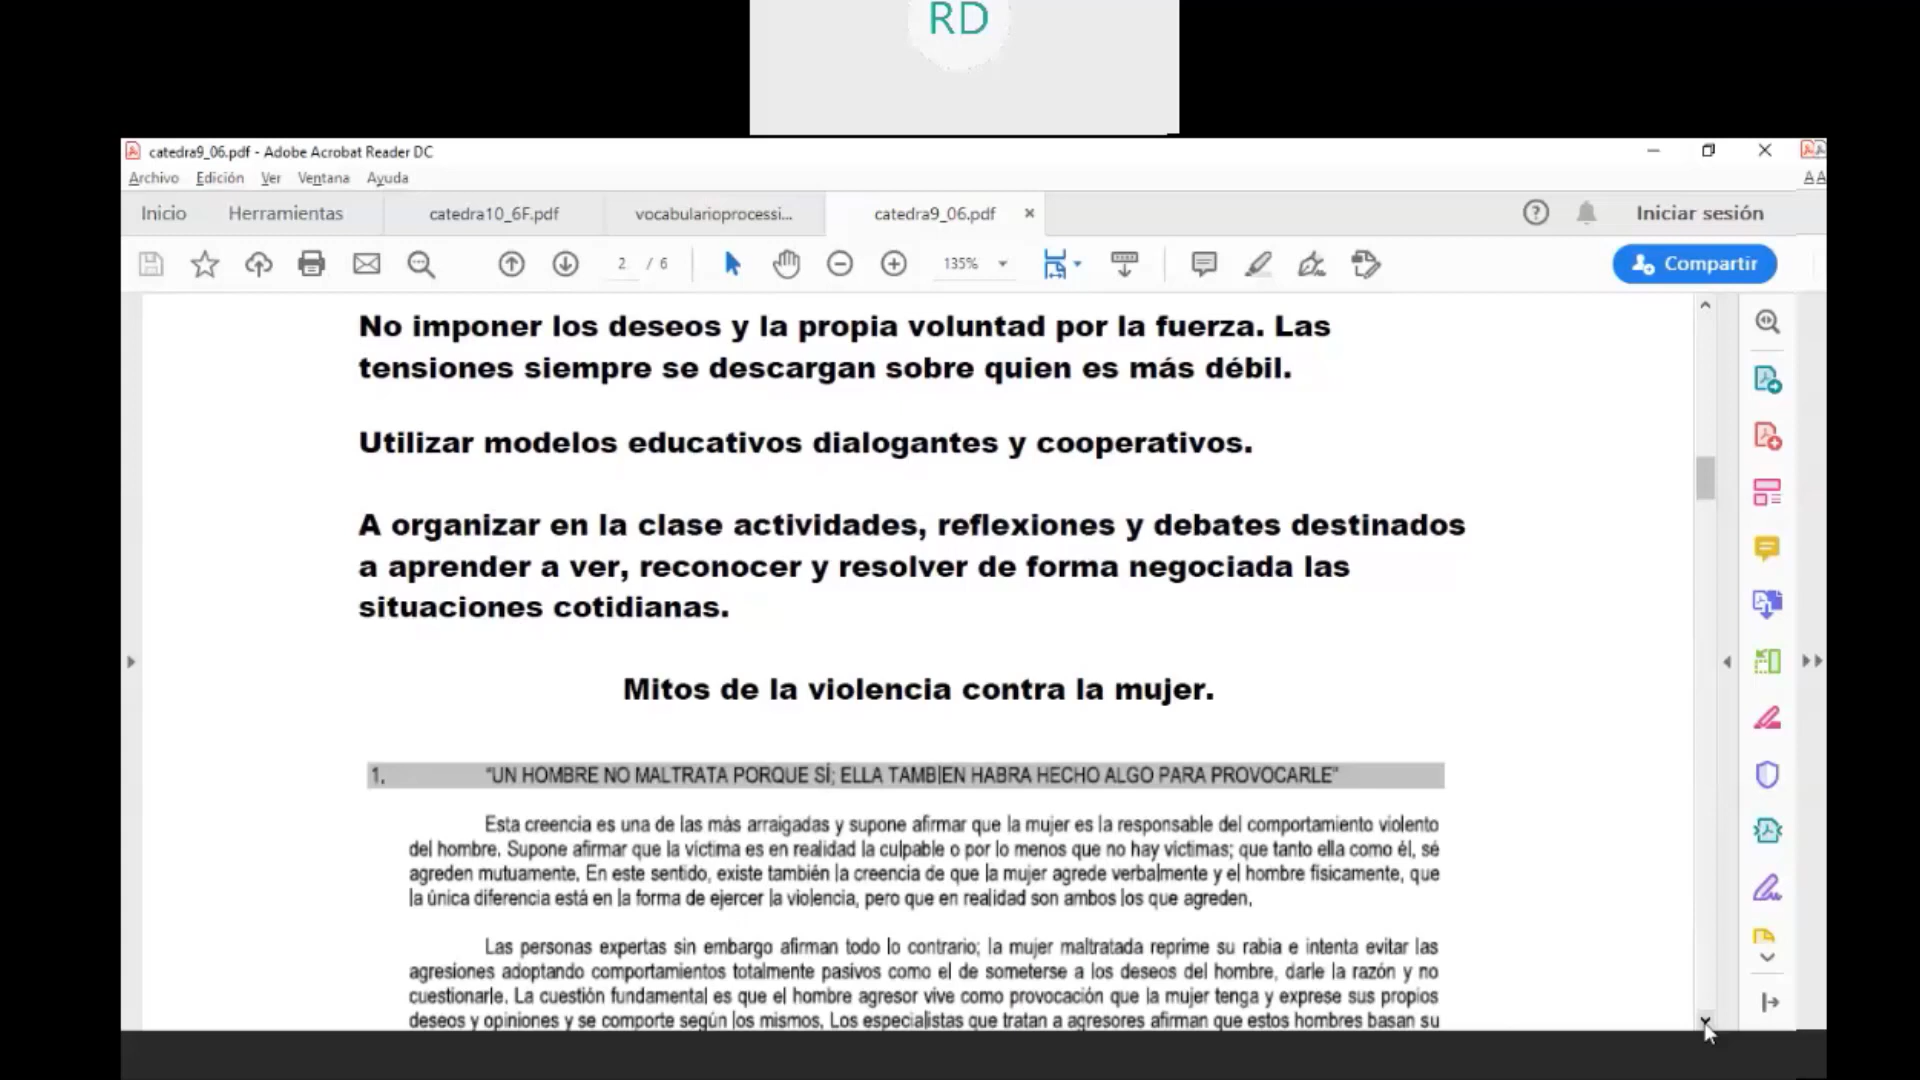 RD
catedra9_06.pdf - Adobe Acrobat Reader DC
Archivo Edición Ver Ventana Ayuda
Inicio Herramientas catedra10_6F.pdf vocabularioprocessi... catedra9_06.pdf × Iniciar sesión
2 / 6 135% Compartir
No imponer los deseos y la propia voluntad por la fuerza. Las
tensiones siempre se descargan sobre quien es más débil.
Utilizar modelos educativos dialogantes y cooperativos.
A organizar en la clase actividades, reflexiones y debates destinados
a aprender a ver, reconocer y resolver de forma negociada las
situaciones cotidianas.
Mitos de la violencia contra la mujer.
1. "UN HOMBRE NO MALTRATA PORQUE SÍ; ELLA TAMBIEN HABRA HECHO ALGO PARA PROVOCARLE"
Esta creencia es una de las más arraigadas y supone afirmar que la mujer es la responsable del comportamiento violento
del hombre. Supone afirmar que la víctima es en realidad la culpable o por lo menos que no hay víctimas; que tanto ella como él, sé
agreden mutuamente. En este sentido, existe también la creencia de que la mujer agrede verbalmente y el hombre físicamente, que
la única diferencia está en la forma de ejercer la violencia, pero que en realidad son ambos los que agreden.
Las personas expertas sin embargo afirman todo lo contrario; la mujer maltratada reprime su rabia e intenta evitar las
agresiones adoptando comportamientos totalmente pasivos como el de someterse a los deseos del hombre, darle la razón y no
cuestionarle. La cuestión fundamental es que el hombre agresor vive como provocación que la mujer tenga y exprese sus propios
deseos y opiniones y se comporte según los mismos. Los especialistas que tratan a agresores afirman que estos hombres basan su